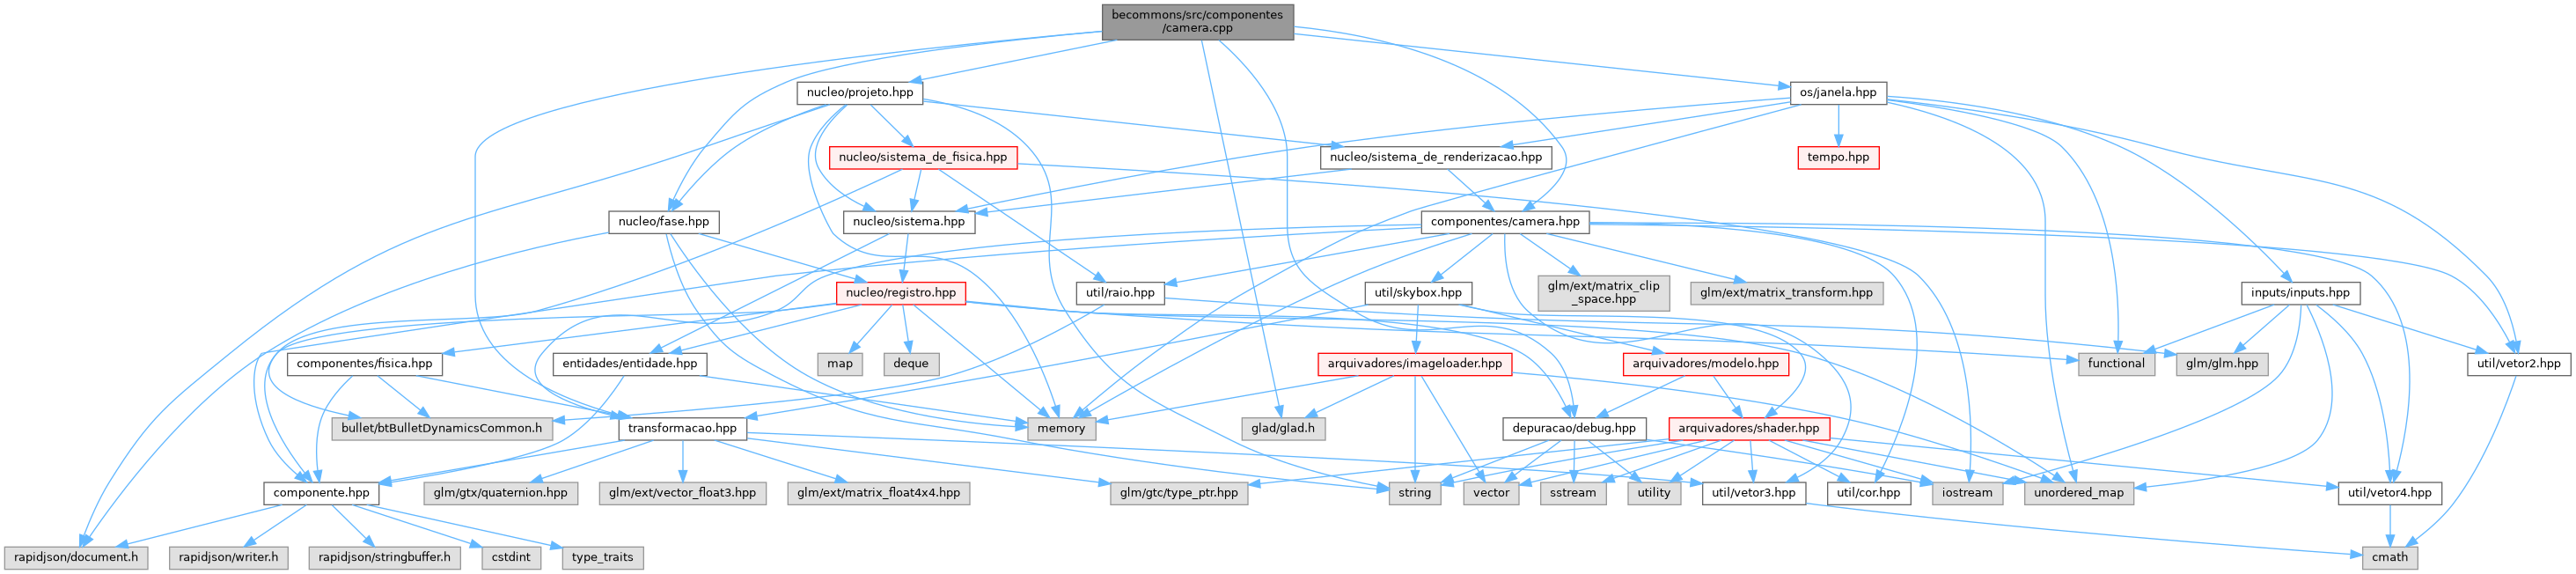 becommons/src/componentes
/camera.cpp
nucleo/projeto.hpp
os/janela.hpp
nucleo/sistema_de_fisica.hpp
nucleo/sistema_de_renderizacao.hpp
tempo.hpp
nucleo/fase.hpp
nucleo/sistema.hpp
componentes/camera.hpp
nucleo/registro.hpp
util/raio.hpp
util/skybox.hpp
glm/ext/matrix_clip
_space.hpp
glm/ext/matrix_transform.hpp
inputs/inputs.hpp
componentes/fisica.hpp
entidades/entidade.hpp
map
deque
arquivadores/imageloader.hpp
arquivadores/modelo.hpp
functional
glm/glm.hpp
util/vetor2.hpp
bullet/btBulletDynamicsCommon.h
transformacao.hpp
memory
glad/glad.h
depuracao/debug.hpp
arquivadores/shader.hpp
componente.hpp
glm/gtx/quaternion.hpp
glm/ext/vector_float3.hpp
glm/ext/matrix_float4x4.hpp
glm/gtc/type_ptr.hpp
string
vector
sstream
utility
util/vetor3.hpp
util/cor.hpp
iostream
unordered_map
util/vetor4.hpp
rapidjson/document.h
rapidjson/writer.h
rapidjson/stringbuffer.h
cstdint
type_traits
cmath